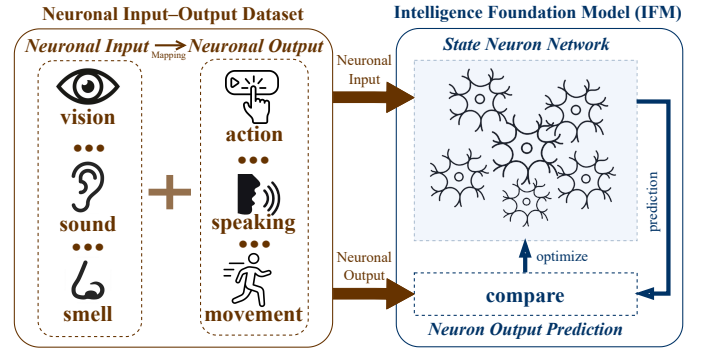 Neuronal Input–Output Dataset
Neuronal Input
Mapping
Neuronal Output
vision
sound
smell
action
speaking
movement
Neuronal
Input
Neuronal
Output
Intelligence Foundation Model (IFM)
State Neuron Network
prediction
optimize
compare
Neuron Output Prediction